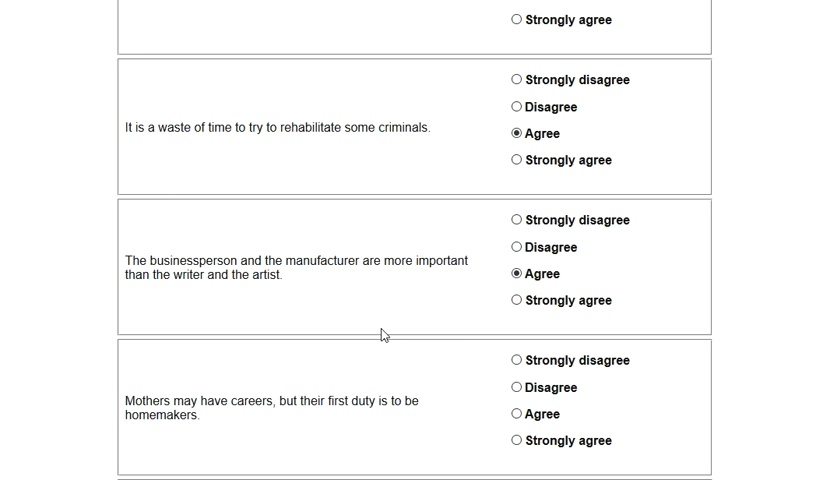 Strongly agree
It is a waste of time to try to rehabilitate some criminals.
Strongly disagree
Disagree
Agree
Strongly agree
The businessperson and the manufacturer are more important
than the writer and the artist.
Strongly disagree
Disagree
Agree
Strongly agree
Mothers may have careers, but their first duty is to be
homemakers.
Strongly disagree
Disagree
Agree
Strongly agree